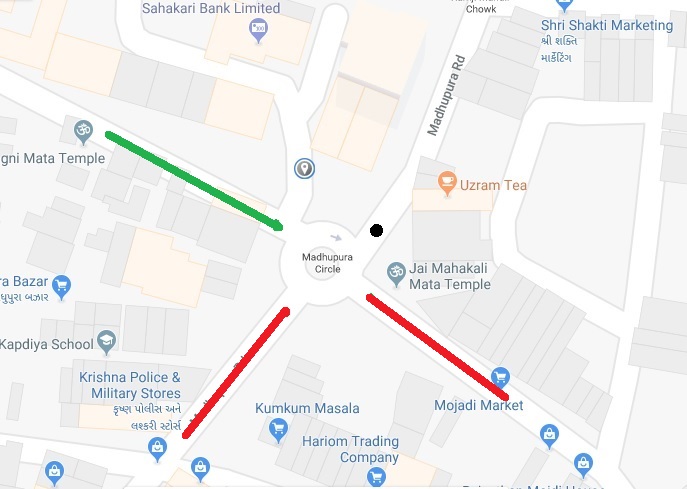 Sahakari Bank Limited
Chowk
Shri Shakti Marketing
શ્રી શક્તિ
માર્કેટિંગ
Madhupura Rd
gni Mata Temple
Uzram Tea
Madhupura
Circle
Jai Mahakali
Mata Temple
ra Bazar
ધુપુરા બઝાર
Kapdiya School
Krishna Police &
Military Stores
કૃષ્ણ પોલીસ અને
લશ્કરી સ્ટોર્સ
Kumkum Masala
Mojadi Market
Hariom Trading
Company